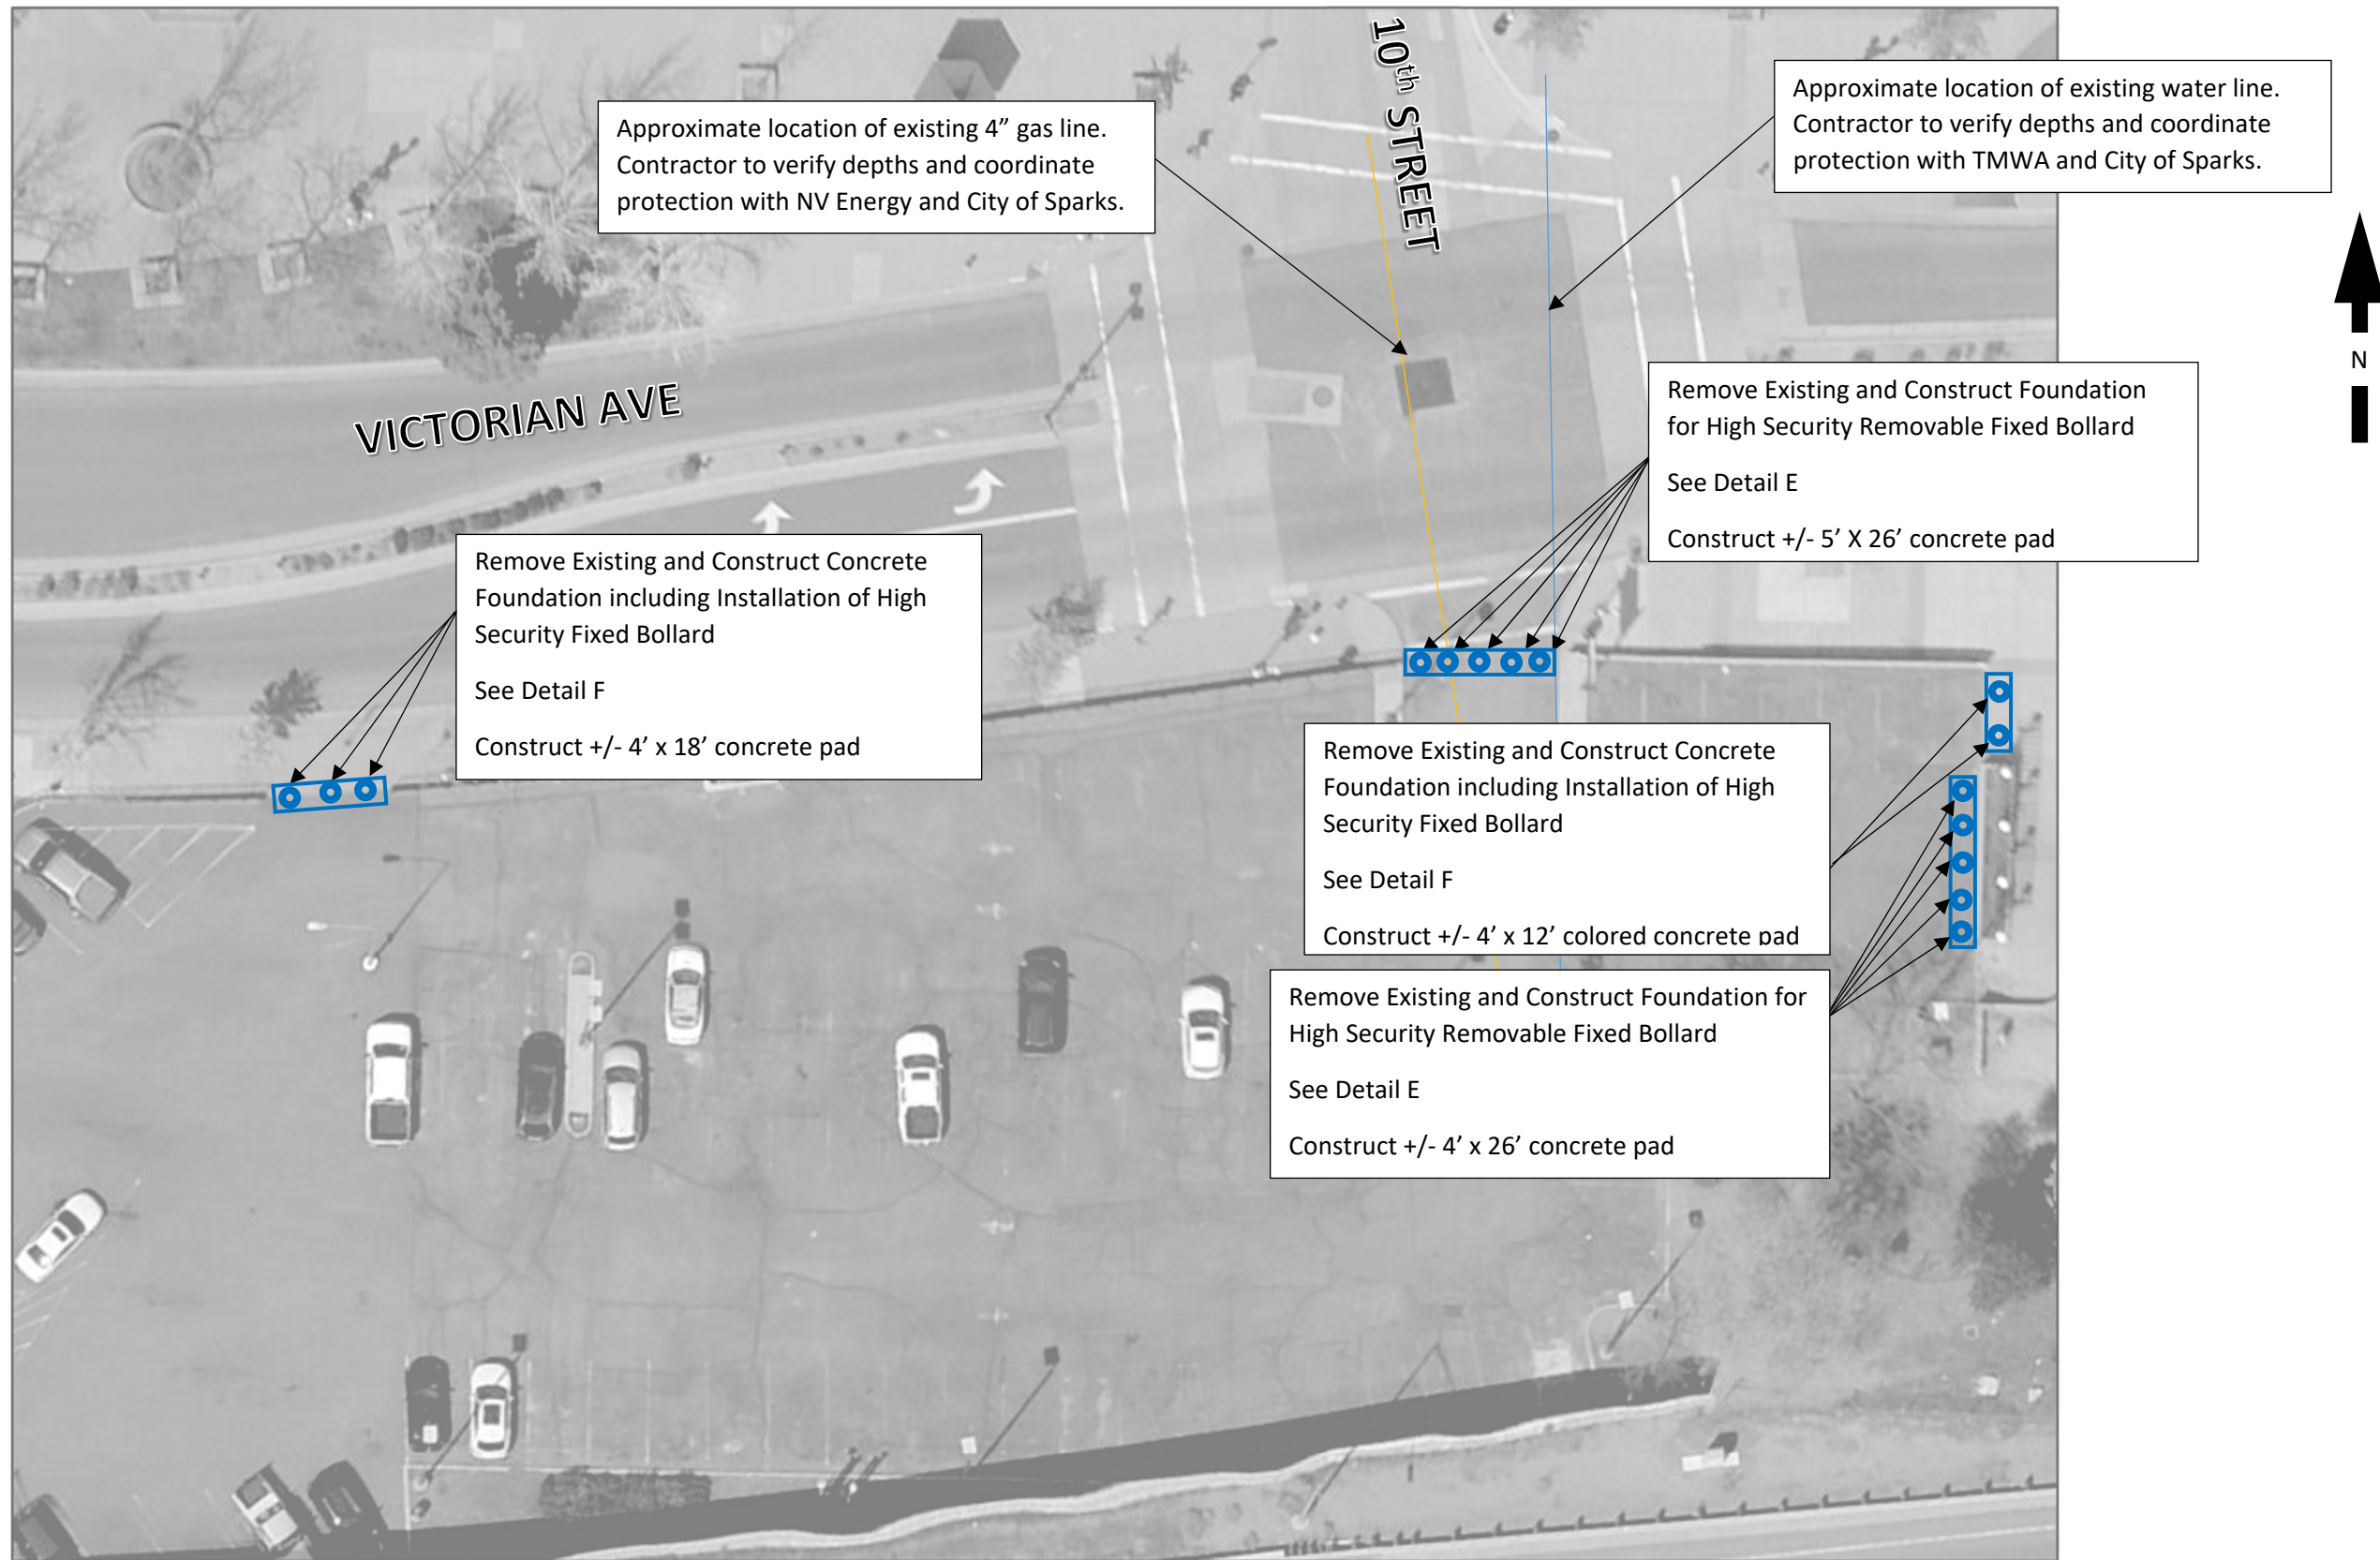 10th STREET
Approximate location of existing 4” gas line.
Contractor to verify depths and coordinate
protection with NV Energy and City of Sparks.
Approximate location of existing water line.
Contractor to verify depths and coordinate
protection with TMWA and City of Sparks.
N
VICTORIAN AVE
Remove Existing and Construct Foundation
for High Security Removable Fixed Bollard
See Detail E
Construct +/- 5’ X 26’ concrete pad
Remove Existing and Construct Concrete
Foundation including Installation of High
Security Fixed Bollard
See Detail F
Construct +/- 4’ x 18’ concrete pad
Remove Existing and Construct Concrete
Foundation including Installation of High
Security Fixed Bollard
See Detail F
Construct +/- 4’ x 12’ colored concrete pad
Remove Existing and Construct Foundation for
High Security Removable Fixed Bollard
See Detail E
Construct +/- 4’ x 26’ concrete pad